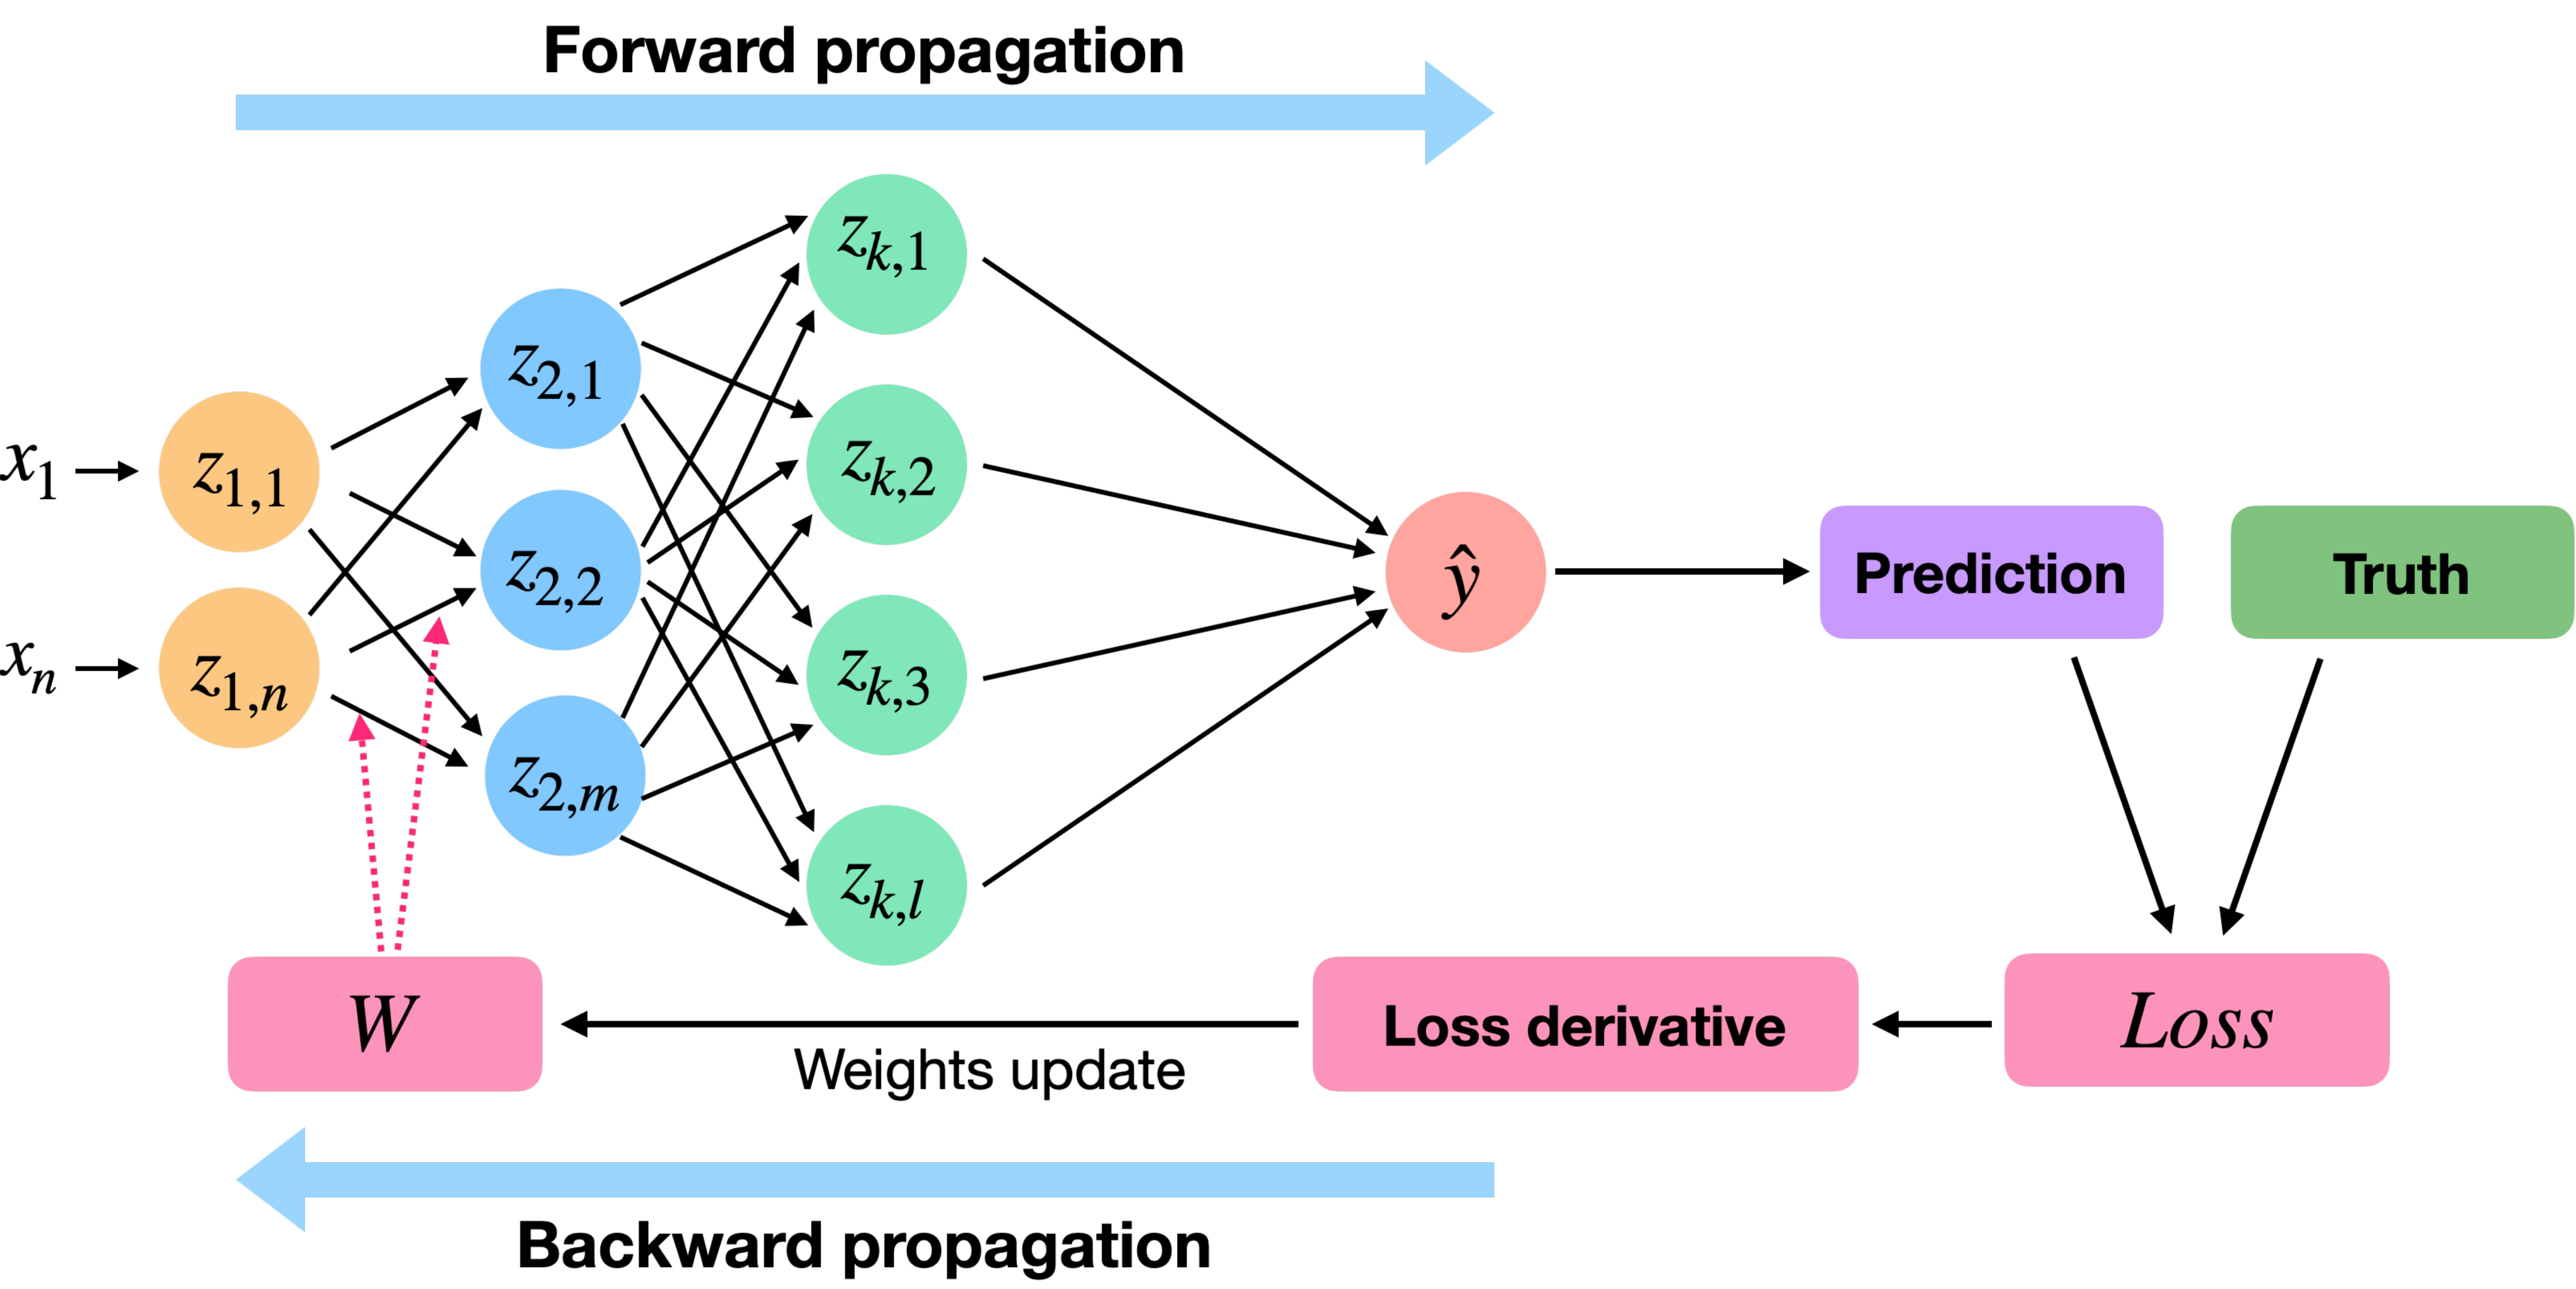 Forward propagation
z_{k,1}
z_{2,1}
z_{k,2}
x_1
z_{1,1}
z_{2,2}
ŷ
Prediction
Truth
x_n
z_{1,n}
z_{k,3}
z_{2,m}
z_{k,l}
W
Weights update
Loss derivative
Loss
Backward propagation